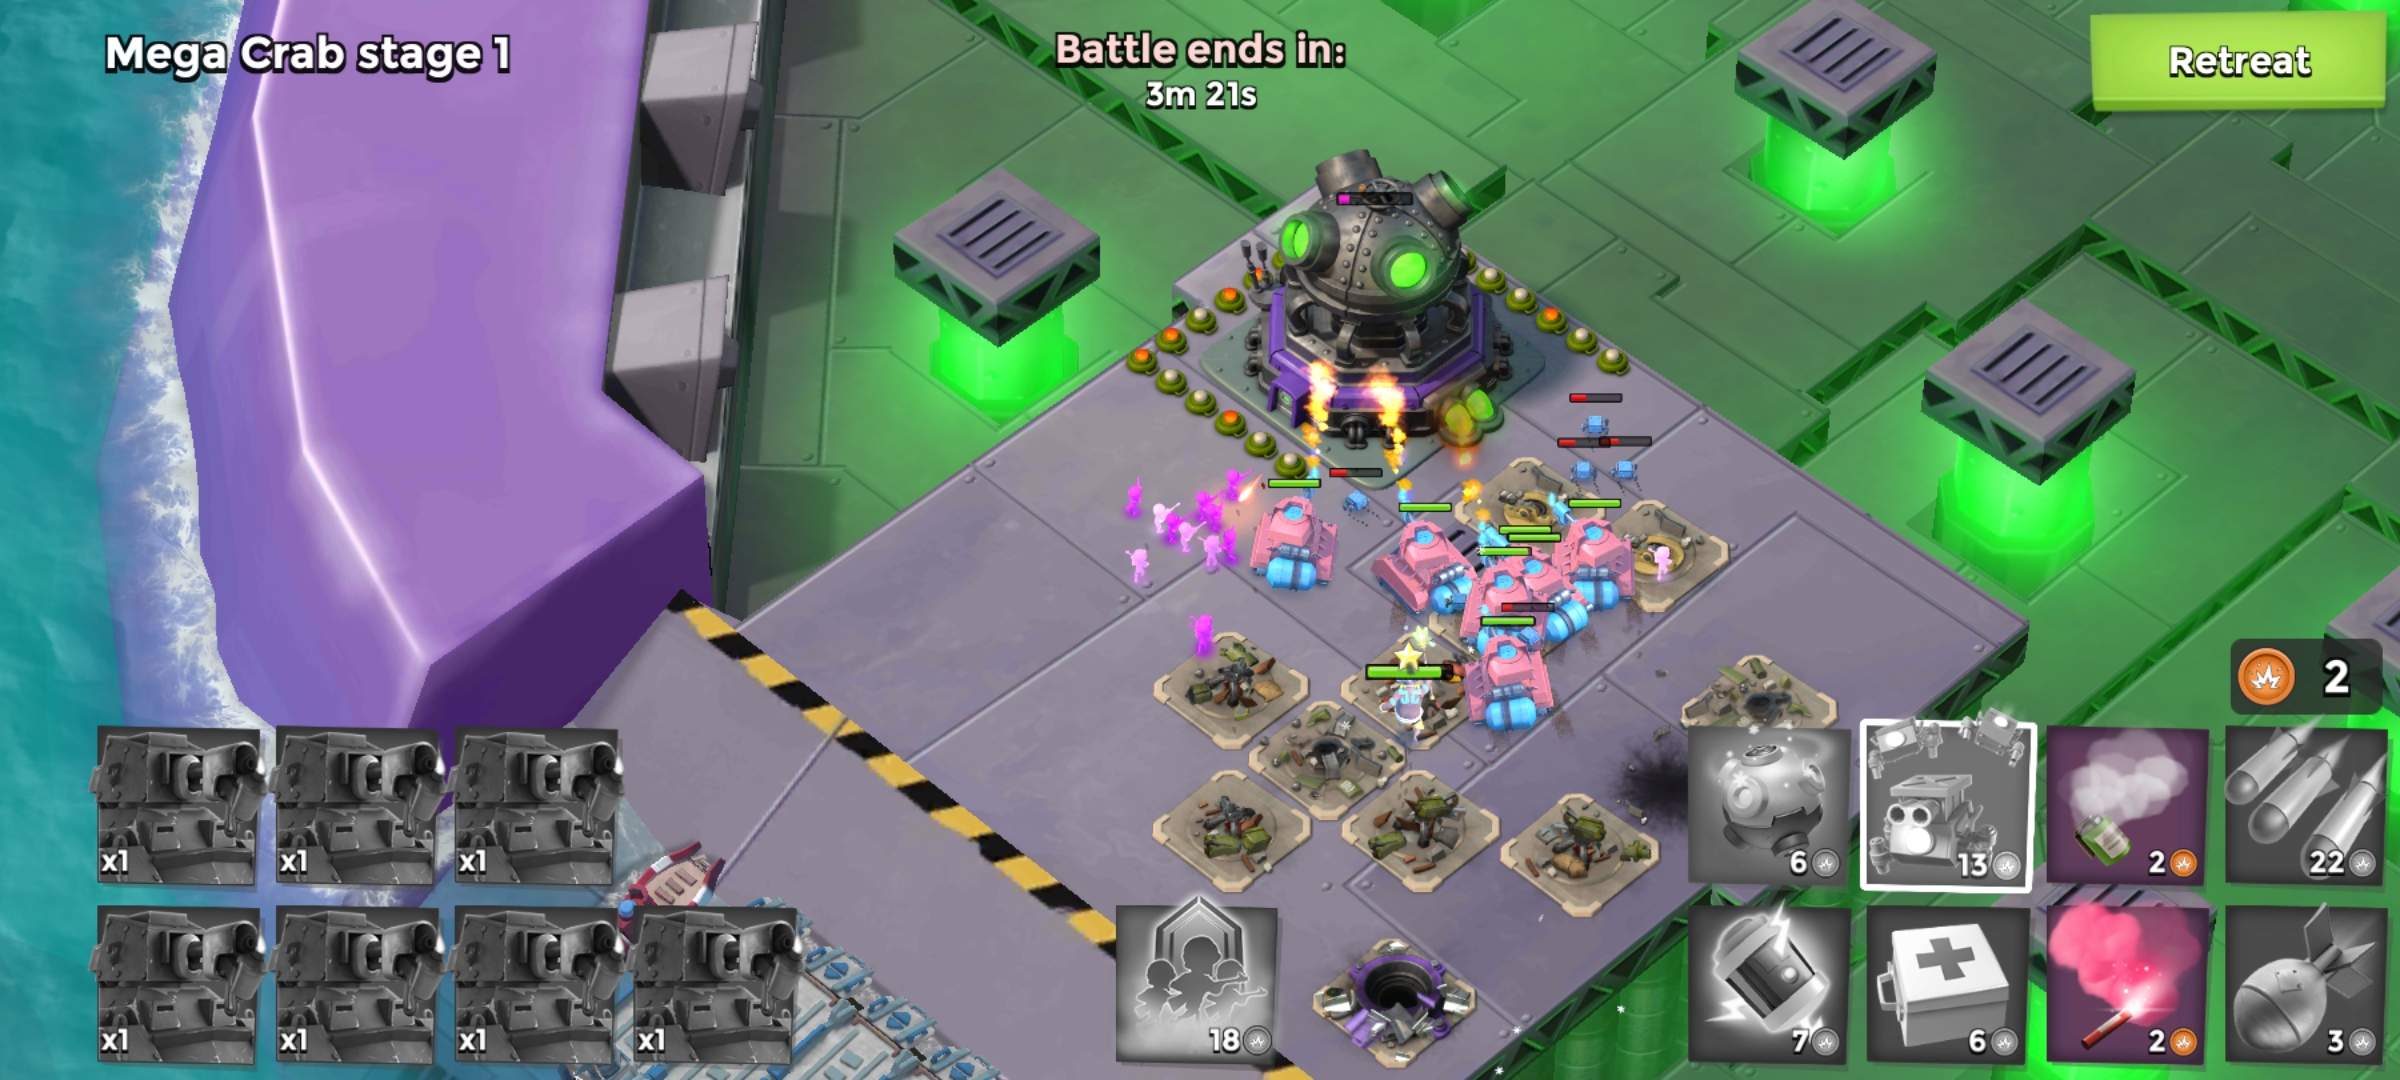 Mega Crab stage 1
Battle ends in:
3m 21s
Retreat
2
x1
x1
x1
6
13
2
22
x1
x1
x1
x1
18
7
6
2
3